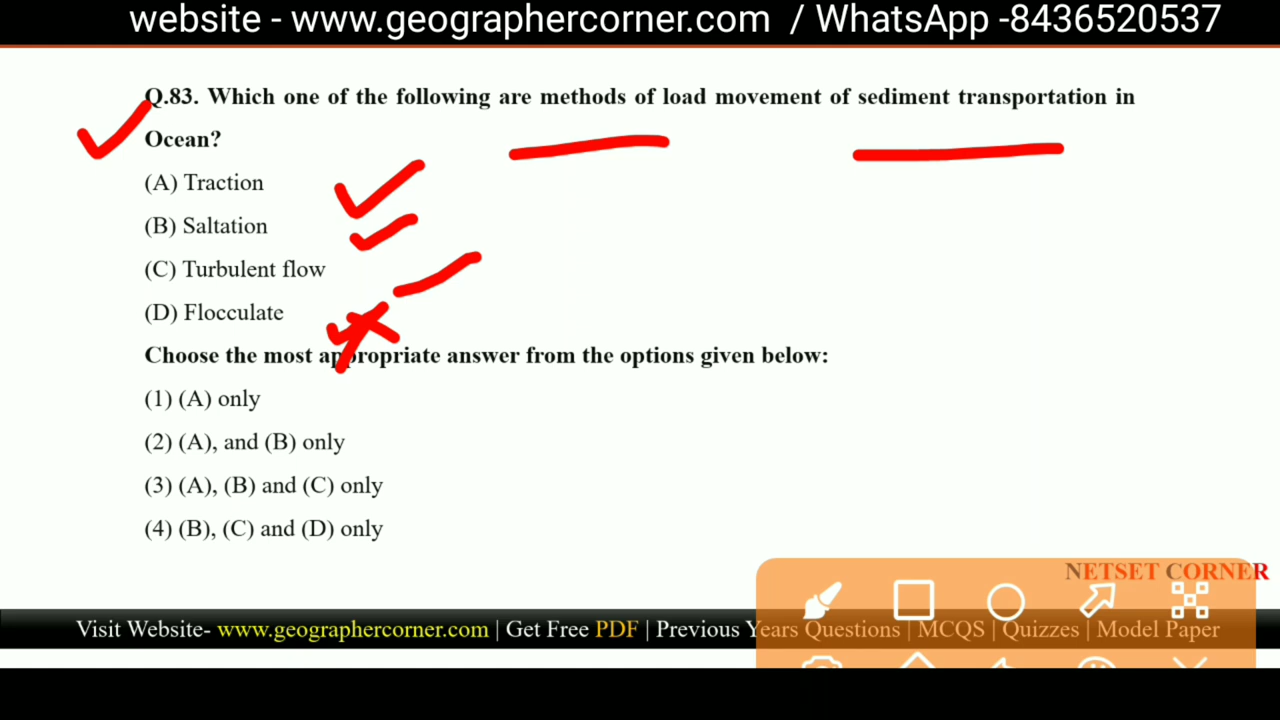 website - www.geographercorner.com / WhatsApp -8436520537
Q.83. Which one of the following are methods of load movement of sediment transportation in
Ocean?
(A) Traction
(B) Saltation
(C) Turbulent flow
(D) Flocculate
Choose the most appropriate answer from the options given below:
(1) (A) only
(2) (A), and (B) only
(3) (A), (B) and (C) only
(4) (B), (C) and (D) only
NETSET CORNER
Visit Website- www.geographercorner.com | Get Free PDF | Previous Years Questions | MCQS | Quizzes | Model Paper